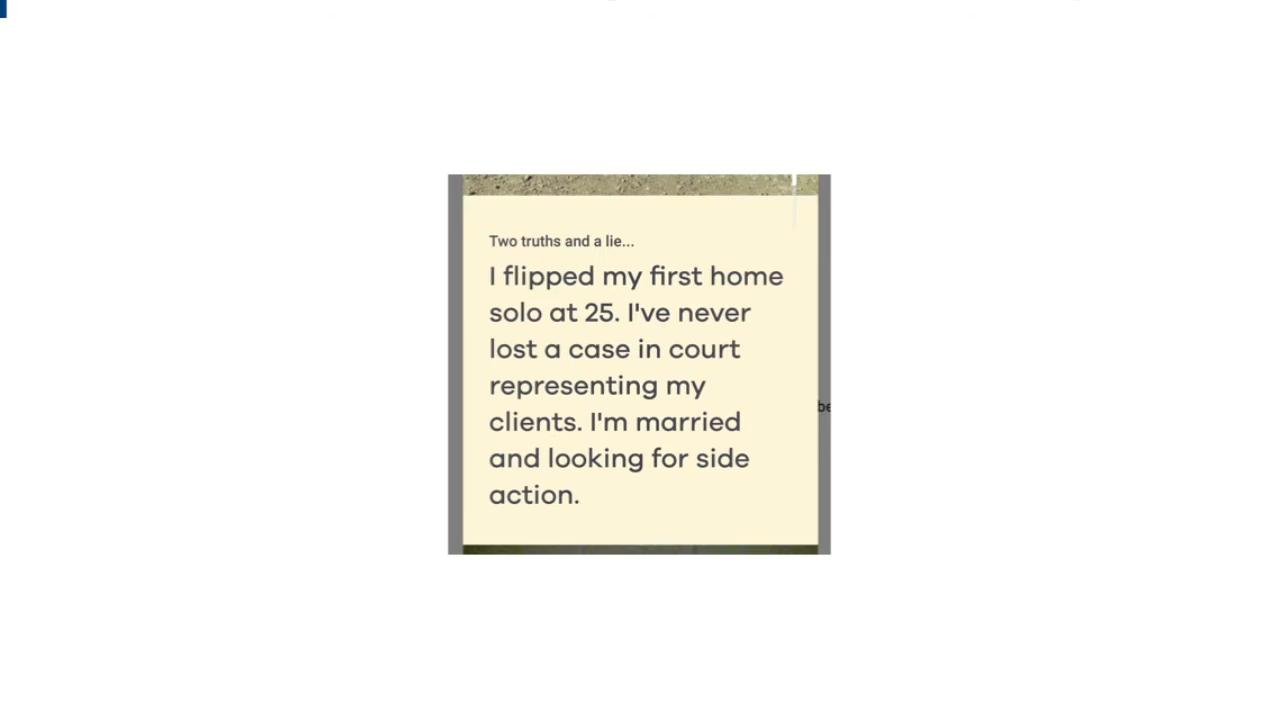 Two truths and a lie...
I flipped my first home
solo at 25. I've never
lost a case in court
representing my
clients. I'm married
and looking for side
action.
be